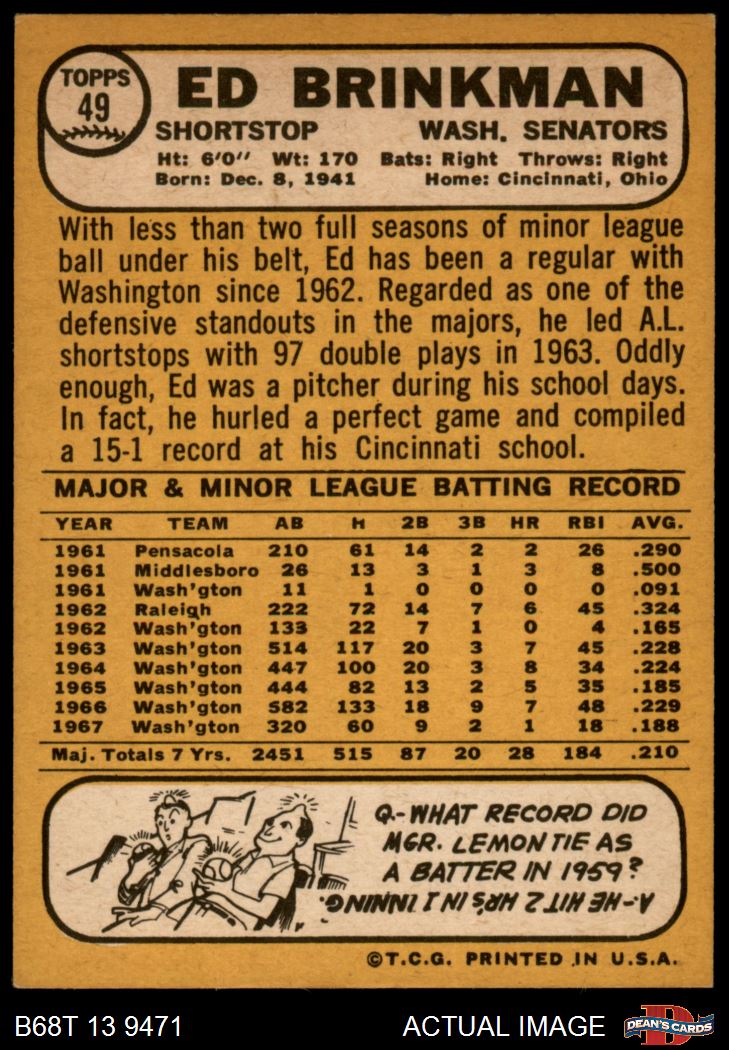 TOPPS
49
ED BRINKMAN
SHORTSTOP WASH. SENATORS
Ht: 6'0" Wt: 170 Bats: Right Throws: Right
Born: Dec. 8, 1941 Home: Cincinnati, Ohio
With less than two full seasons of minor league
ball under his belt, Ed has been a regular with
Washington since 1962. Regarded as one of the
defensive standouts in the majors, he led A.L.
shortstops with 97 double plays in 1963. Oddly
enough, Ed was a pitcher during his school days.
In fact, he hurled a perfect game and compiled
a 15-1 record at his Cincinnati school.
MAJOR & MINOR LEAGUE BATTING RECORD
YEAR TEAM AB H 2B 3B HR RBI AVG.
1961 Pensacola 210 61 14 2 2 26 .290
1961 Middlesboro 26 13 3 1 3 8 .500
1961 Wash'gton 11 1 0 0 0 0 .091
1962 Raleigh 222 72 14 7 6 45 .324
1962 Wash'gton 133 22 7 1 0 4 .165
1963 Wash'gton 514 117 20 3 7 45 .228
1964 Wash'gton 447 100 20 3 8 34 .224
1965 Wash'gton 444 82 13 2 5 35 .185
1966 Wash'gton 582 133 18 9 7 48 .229
1967 Wash'gton 320 60 9 2 1 18 .188
Maj. Totals 7 Yrs. 2451 515 87 20 28 184 .210
Q.-WHAT RECORD DID
MGR. LEMON TIE AS
A BATTER IN 1959?
A-HE HIT 2 HR'S IN 1 INNING.
©T.C.G. PRINTED IN U.S.A.
B68T 13 9471 ACTUAL IMAGE
D
DEAN'S CARDS